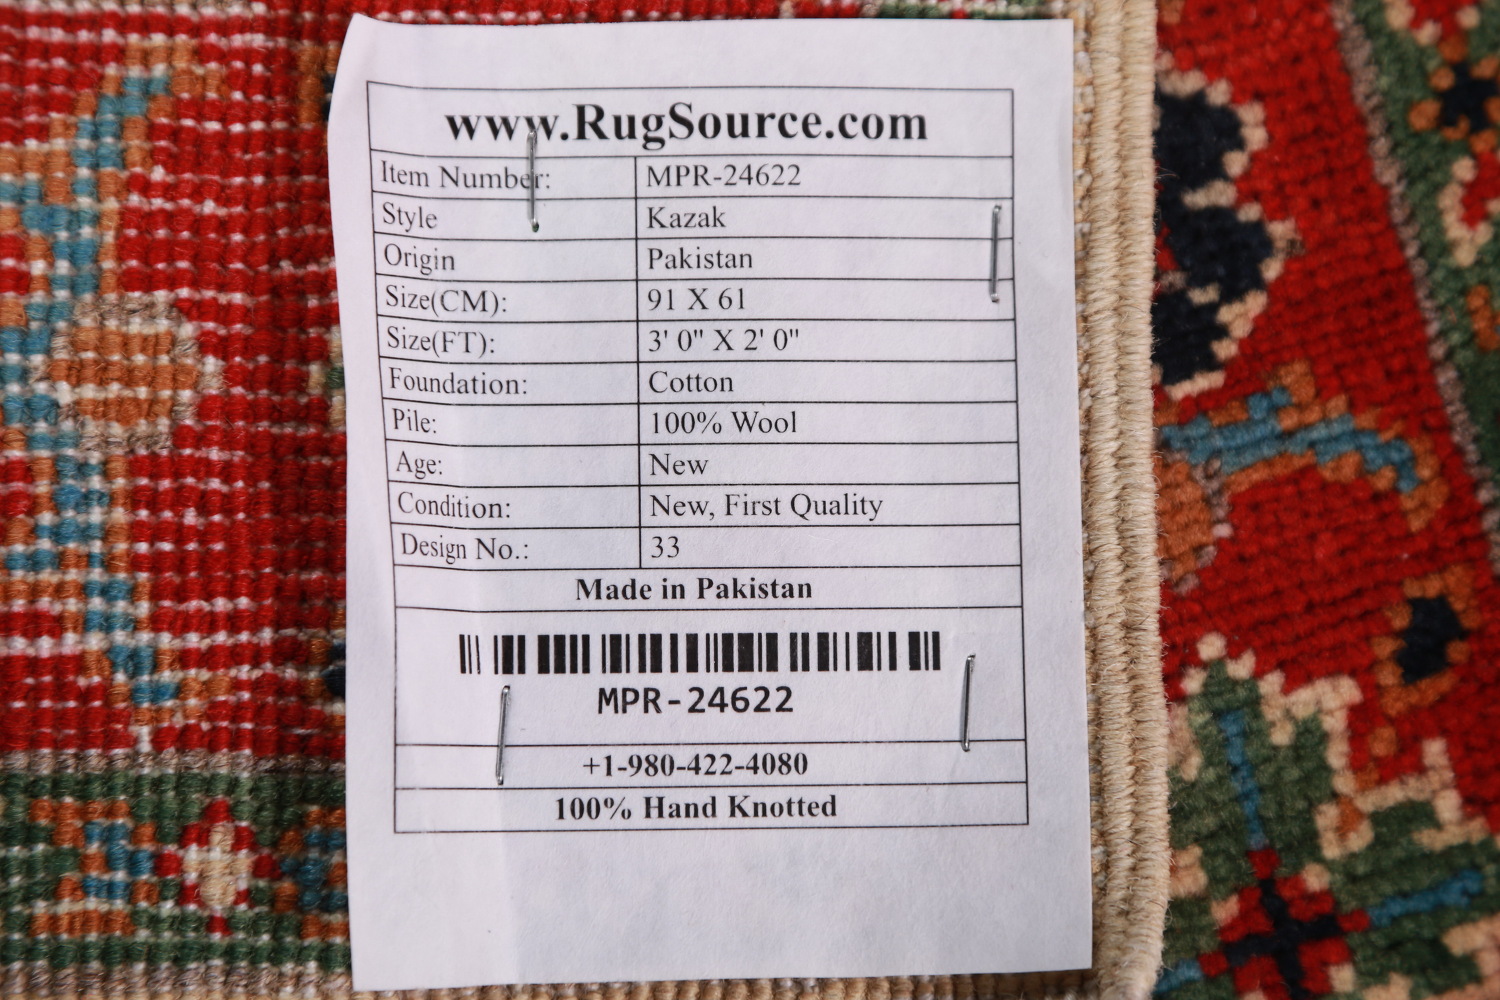 www.RugSource.com
Item Number: MPR-24622
Style Kazak
Origin Pakistan
Size(CM): 91 X 61
Size(FT): 3' 0" X 2' 0"
Foundation: Cotton
Pile: 100% Wool
Age: New
Condition: New, First Quality
Design No.: 33
Made in Pakistan
MPR-24622
+1-980-422-4080
100% Hand Knotted